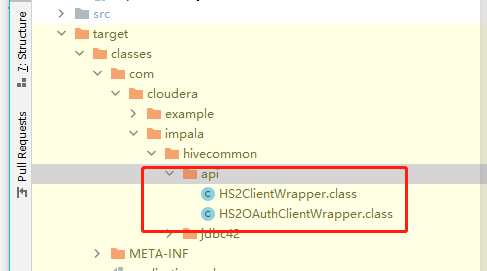 7: Structure
Pull Requests
src
target
classes
com
cloudera
example
impala
hivecommon
api
HS2ClientWrapper.class
HS2OAuthClientWrapper.class
jdbc42
META-INF